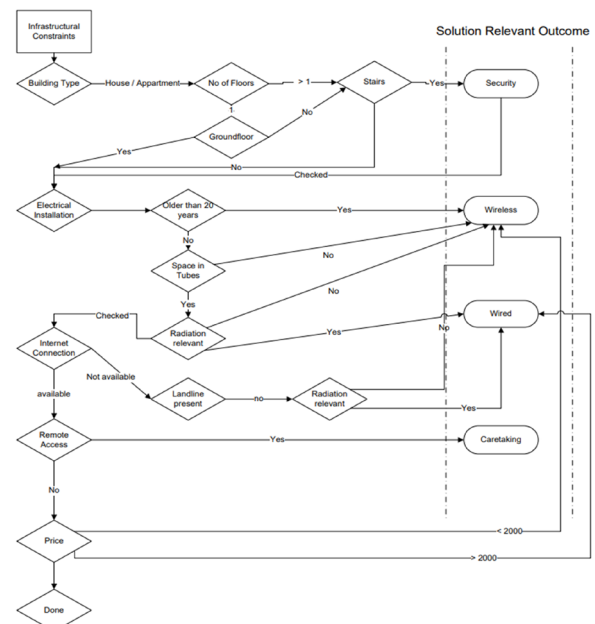 Infrastructural
Constraints
Solution Relevant Outcome
Building Type
House / Appartment
No of Floors
> 1
Stairs
Yes
Security
1
No
Groundfloor
Yes
No
Checked
Electrical
Installation
Older than 20
years
Yes
Wireless
No
No
Space in
Tubes
No
Yes
Checked
Radiation
relevant
Yes
Wired
No
Internet
Connection
Not available
available
Landline
present
no
Radiation
relevant
Yes
Remote
Access
Yes
Caretaking
No
Price
< 2000
> 2000
Done